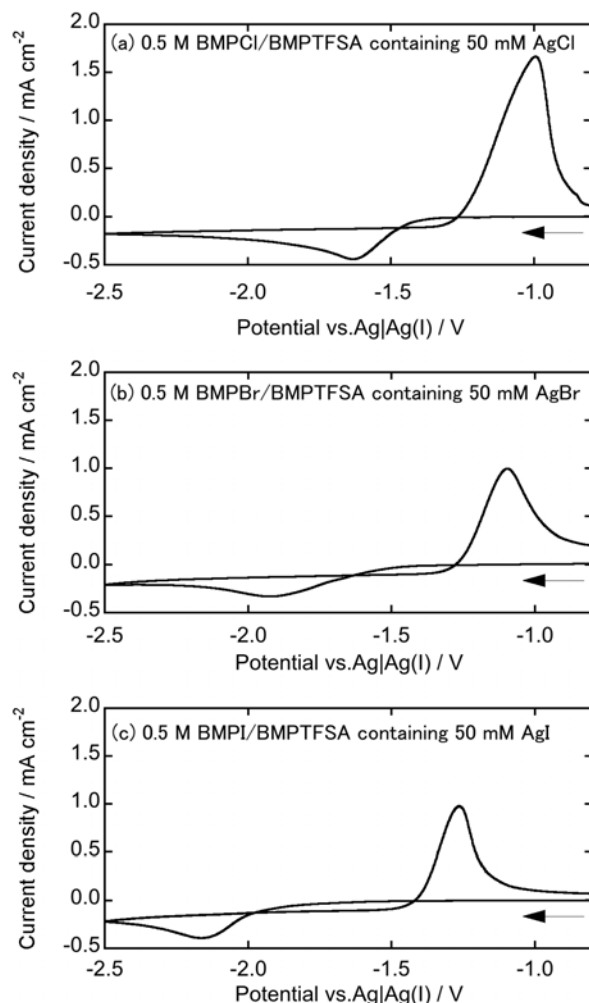 (a) 0.5 M BMPCl/BMPTFSA containing 50 mM AgCl
Current density / mA cm-2
2.0
1.5
1.0
0.5
0.0
-0.5
-2.5 -2.0 -1.5 -1.0
Potential vs.Ag|Ag(I) / V
(b) 0.5 M BMPBr/BMPTFSA containing 50 mM AgBr
Current density / mA cm-2
2.0
1.5
1.0
0.5
0.0
-0.5
-2.5 -2.0 -1.5 -1.0
Potential vs.Ag|Ag(I) / V
(c) 0.5 M BMPI/BMPTFSA containing 50 mM AgI
Current density / mA cm-2
2.0
1.5
1.0
0.5
0.0
-0.5
-2.5 -2.0 -1.5 -1.0
Potential vs.Ag|Ag(I) / V